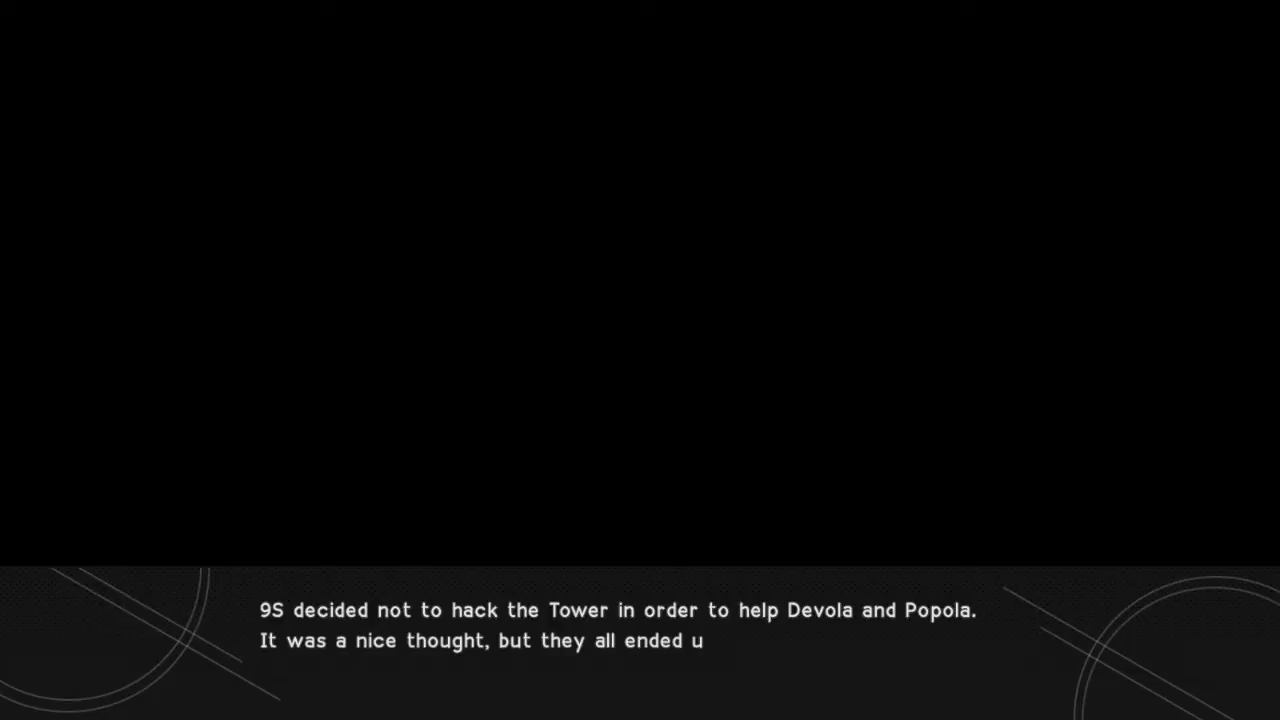 9S decided not to hack the Tower in order to help Devola and Popola.
It was a nice thought, but they all ended u